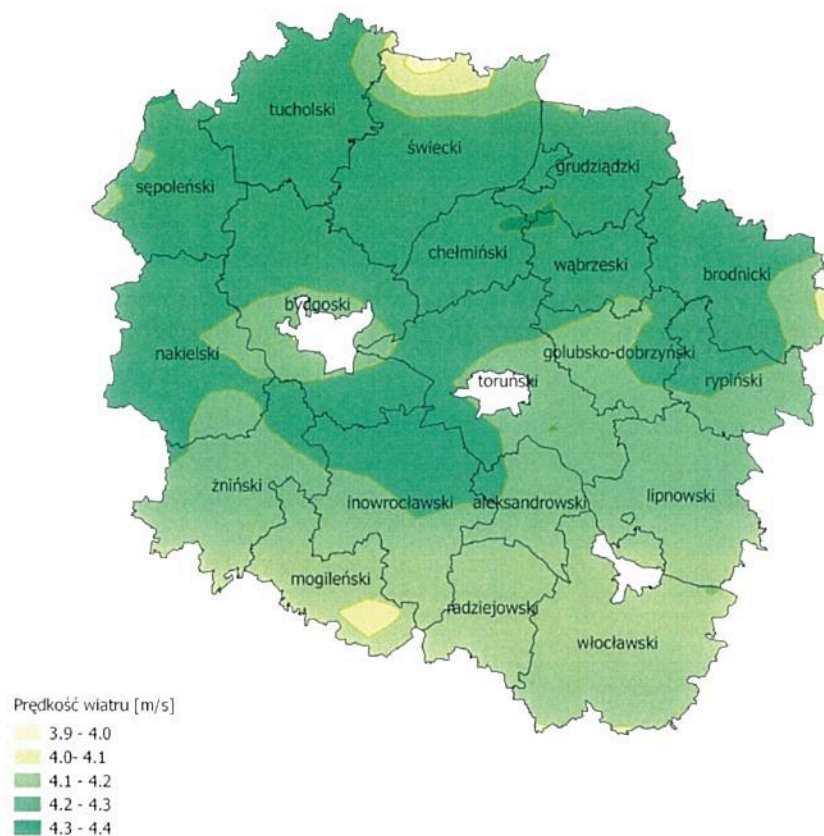 tucholski
świecki
grudziądzki
sępoleński
chełmiński
wąbrzeski
brodnicki
bydgoski
nakielski
golubsko-dobrzyński
toruński
rypiński
żniński
inowrocławski
aleksandrowski
lipnowski
mogileński
radziejowski
włocławski
Prędkość wiatru [m/s]
3.9 - 4.0
4.0- 4.1
4.1 - 4.2
4.2 - 4.3
4.3 - 4.4